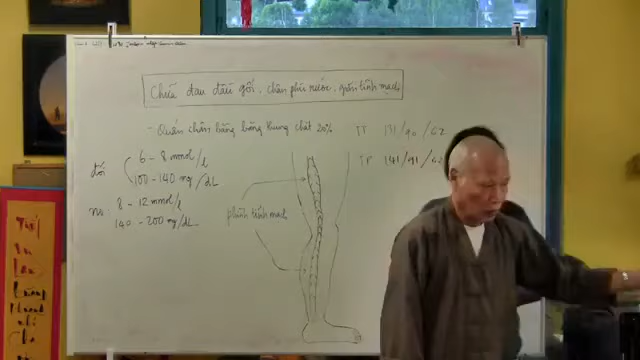 Chữa đau đầu gối, chân phù nước, giãn tĩnh mạch
- Quấn chân bằng băng thung chật 20%
TT 131/90/62
TP 141/91/62
đói 6 - 8 mmol/l
100 - 140 mg/dL
no: 8 - 12 mmol/l
140 - 200 mg/dL
phình tĩnh mạch